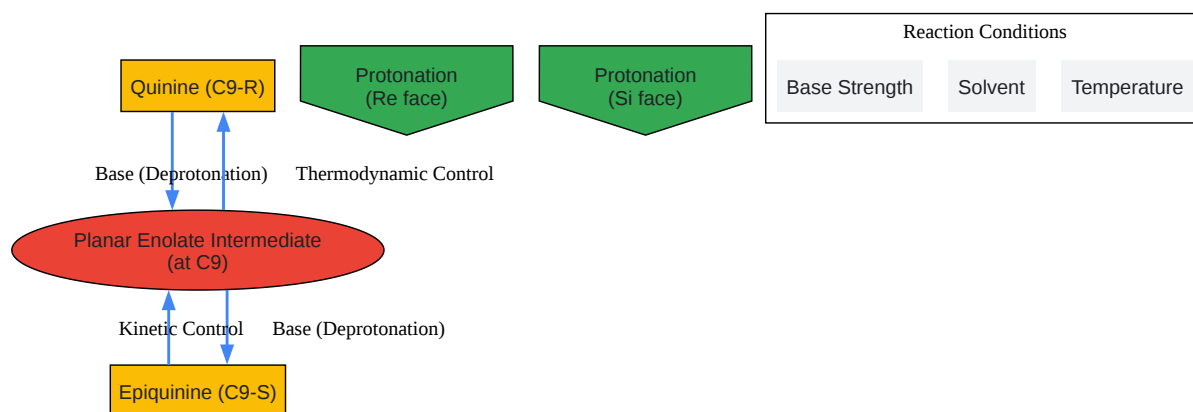 Reaction Conditions
Quinine (C9-R)
Protonation
(Re face)
Protonation
(Si face)
Base Strength
Solvent
Temperature
Base (Deprotonation)
Thermodynamic Control
Planar Enolate Intermediate
(at C9)
Kinetic Control
Base (Deprotonation)
Epiquinine (C9-S)